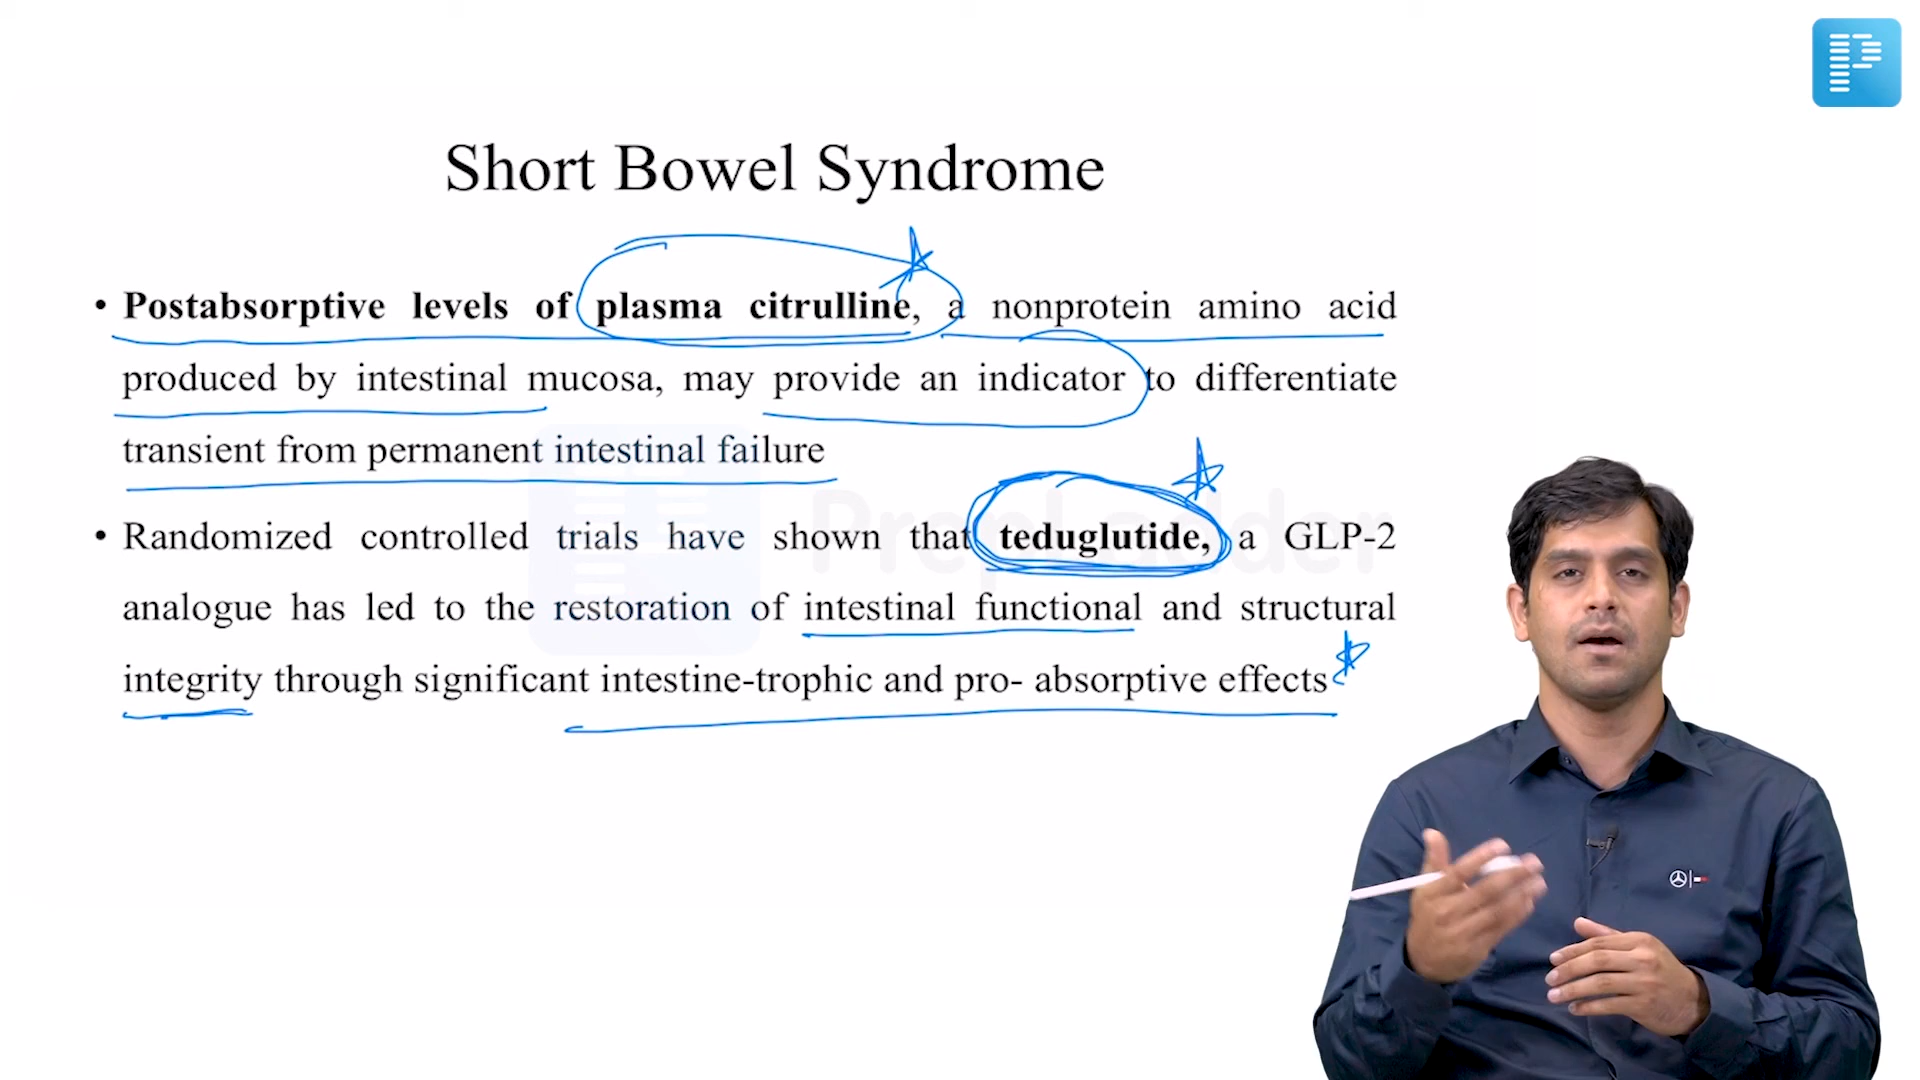 Short Bowel Syndrome
• Postabsorptive levels of plasma citrulline, a nonprotein amino acid
produced by intestinal mucosa, may provide an indicator to differentiate
transient from permanent intestinal failure
• Randomized controlled trials have shown that teduglutide, a GLP-2
analogue has led to the restoration of intestinal functional and structural
integrity through significant intestine-trophic and pro- absorptive effects
PrepLadder